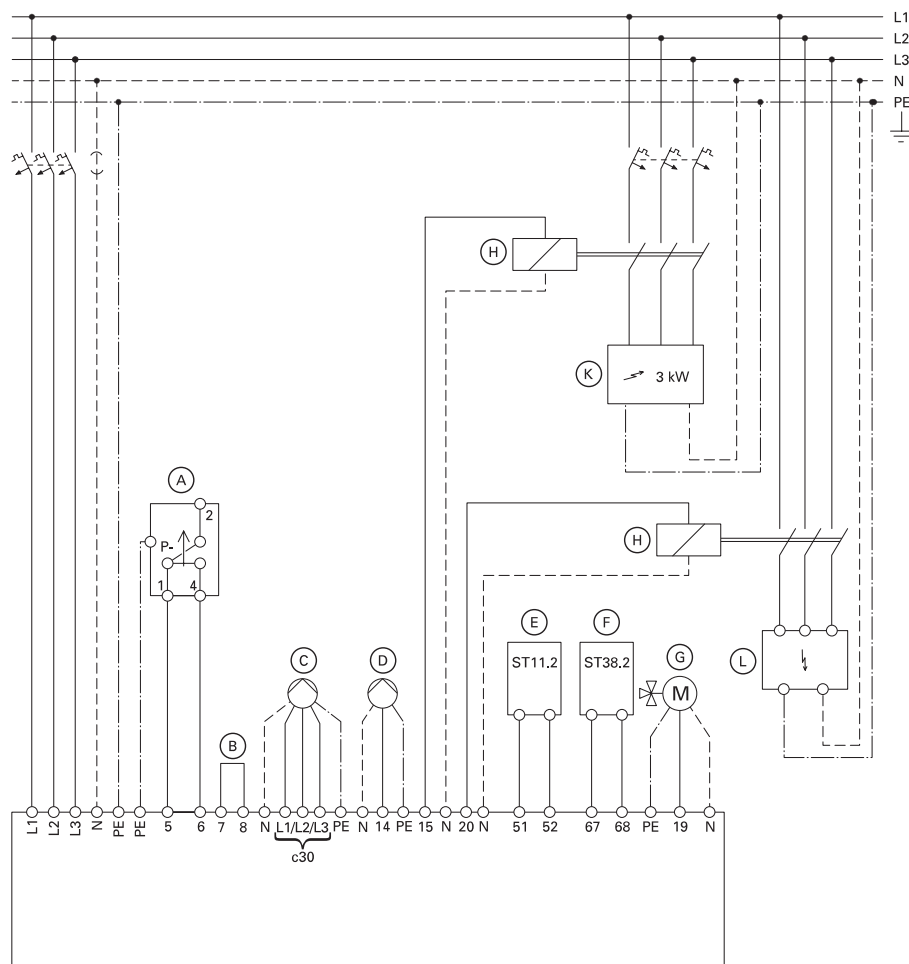 L1
L2
L3
N
PE
H
K
3 kW
A
2
P-
1 4
H
E
F
G
ST11.2
ST38.2
M
L
C
D
B
L1 L2 L3 N PE PE 5 6 7 8 N L1/L2/L3 PE N 14 PE 15 N 20 N 51 52 67 68 PE 19 N
c30